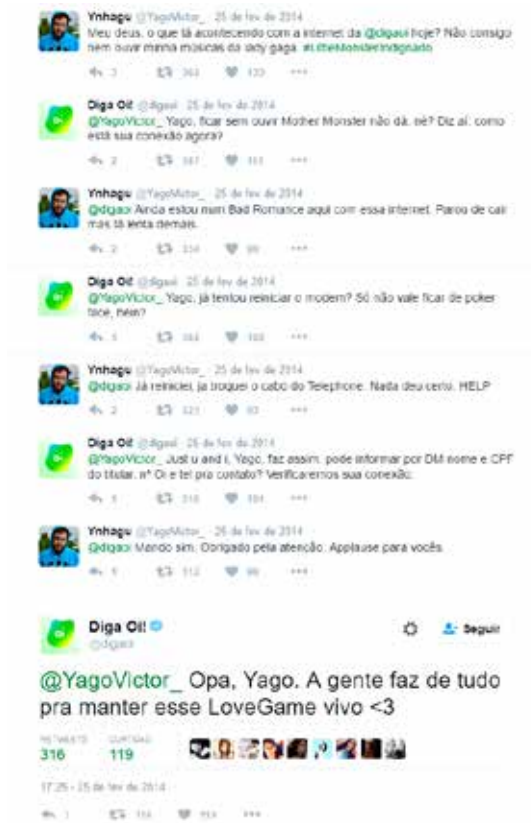 Ynhagu @YagoVictor_ · 25 de fev de 2014
Meu deus, o que tá acontecendo com a internet da @digaoi hoje? Não consigo
nem ouvir minha músicas da lady gaga. #LittleMonsterIndignado
Diga Oi! @digaoi · 25 de fev de 2014
@YagoVictor_ Yago, ficar sem ouvir Mother Monster não dá, né? Diz aí: como
está sua conexão agora?
2
Ynhagu @YagoVictor_ · 25 de fev de 2014
@digaoi Ainda estou num Bad Romance aqui com essa internet. Parou de cair
mas tá lenta demais.
2
Diga Oi! @digaoi · 25 de fev de 2014
@YagoVictor_ Yago, já tentou reiniciar o modem? Só não vale ficar de poker
face, hein?
Ynhagu @YagoVictor_ · 25 de fev de 2014
@digaoi Já reiniciei, ja troquei o cabo do Telephone. Nada deu certo. HELP
2
Diga Oi! @digaoi · 25 de fev de 2014
@YagoVictor_ Just u and i, Yago, faz assim: pode informar por DM nome e CPF
do titular, nº Oi e tel pra contato? Verificaremos sua conexão.
Ynhagu @YagoVictor_ · 25 de fev de 2014
@digaoi Mando sim. Obrigado pela atenção. Applause para vocês.
Diga Oi!
@digaoi
Seguir
@YagoVictor_ Opa, Yago. A gente faz de tudo
pra manter esse LoveGame vivo <3
RETWEETS CURTIDAS
316 119
17:25 - 25 de fev de 2014